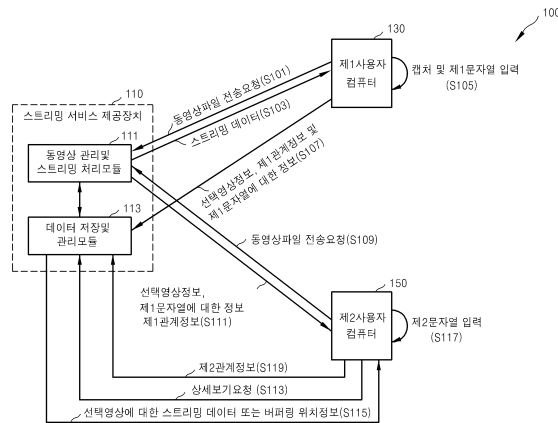 100
130
제1사용자
컴퓨터
캡처 및 제1문자열 입력
(S105)
동영상파일 전송요청(S101)
스트리밍 데이터(S103)
110
스트리밍 서비스 제공장치
111
동영상 관리및
스트리밍 처리모듈
113
데이터 저장및
관리모듈
선택영상정보, 제1관계정보 및
제1문자열에 대한 정보(S107)
동영상파일 전송요청(S109)
선택영상정보,
제1문자열에 대한 정보
제1관계정보(S111)
150
제2사용자
컴퓨터
제2문자열 입력
(S117)
제2관계정보(S119)
상세보기요청 (S113)
선택영상에 대한 스트리밍 데이터 또는 버퍼링 위치정보(S115)